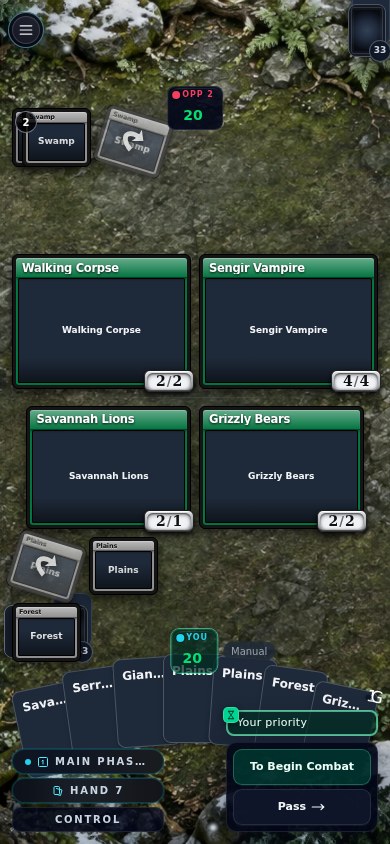 33
OPP 2
20
2
Swamp
Swamp
Swamp
Walking Corpse
Sengir Vampire
Walking Corpse
Sengir Vampire
2/2
4/4
Savannah Lions
Grizzly Bears
Savannah Lions
Grizzly Bears
2/1
2/2
Plains
Plains
Plains
Plains
Forest
Forest
3
YOU
20
Manual
Sava...
Serr...
Gian...
Plains
Plains
Forest
Griz...
Your priority
MAIN PHAS...
To Begin Combat
HAND 7
Pass →
CONTROL